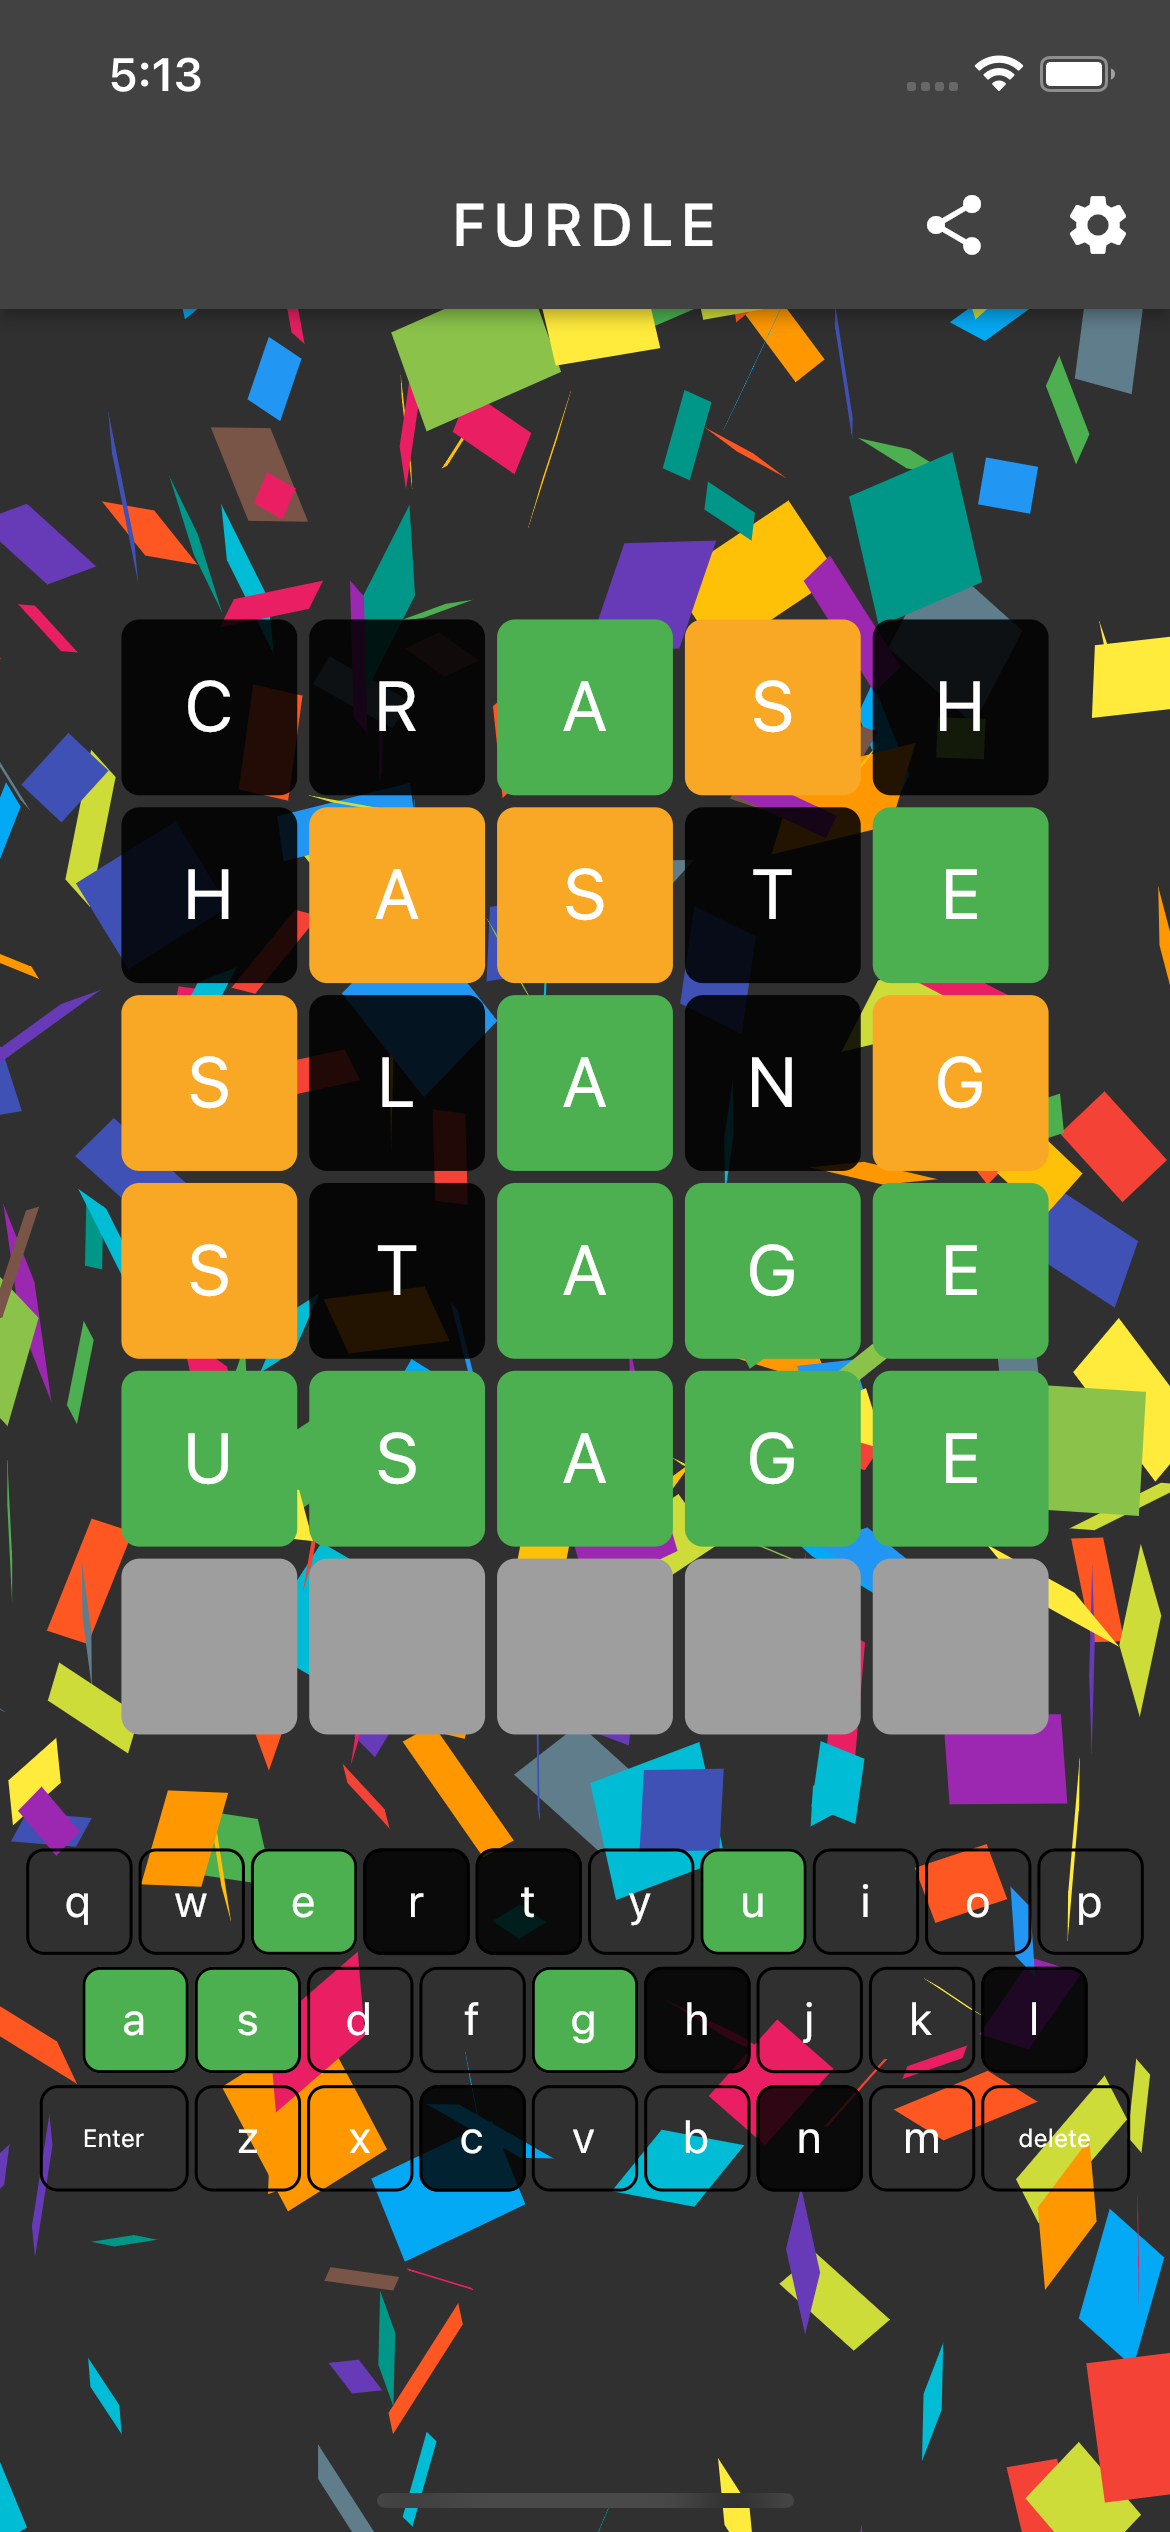 5:13
FURDLE
C R A S H
H A S T E
S L A N G
S T A G E
U S A G E
q w e r t y u i o p
a s d f g h j k l
Enter z x c v b n m delete